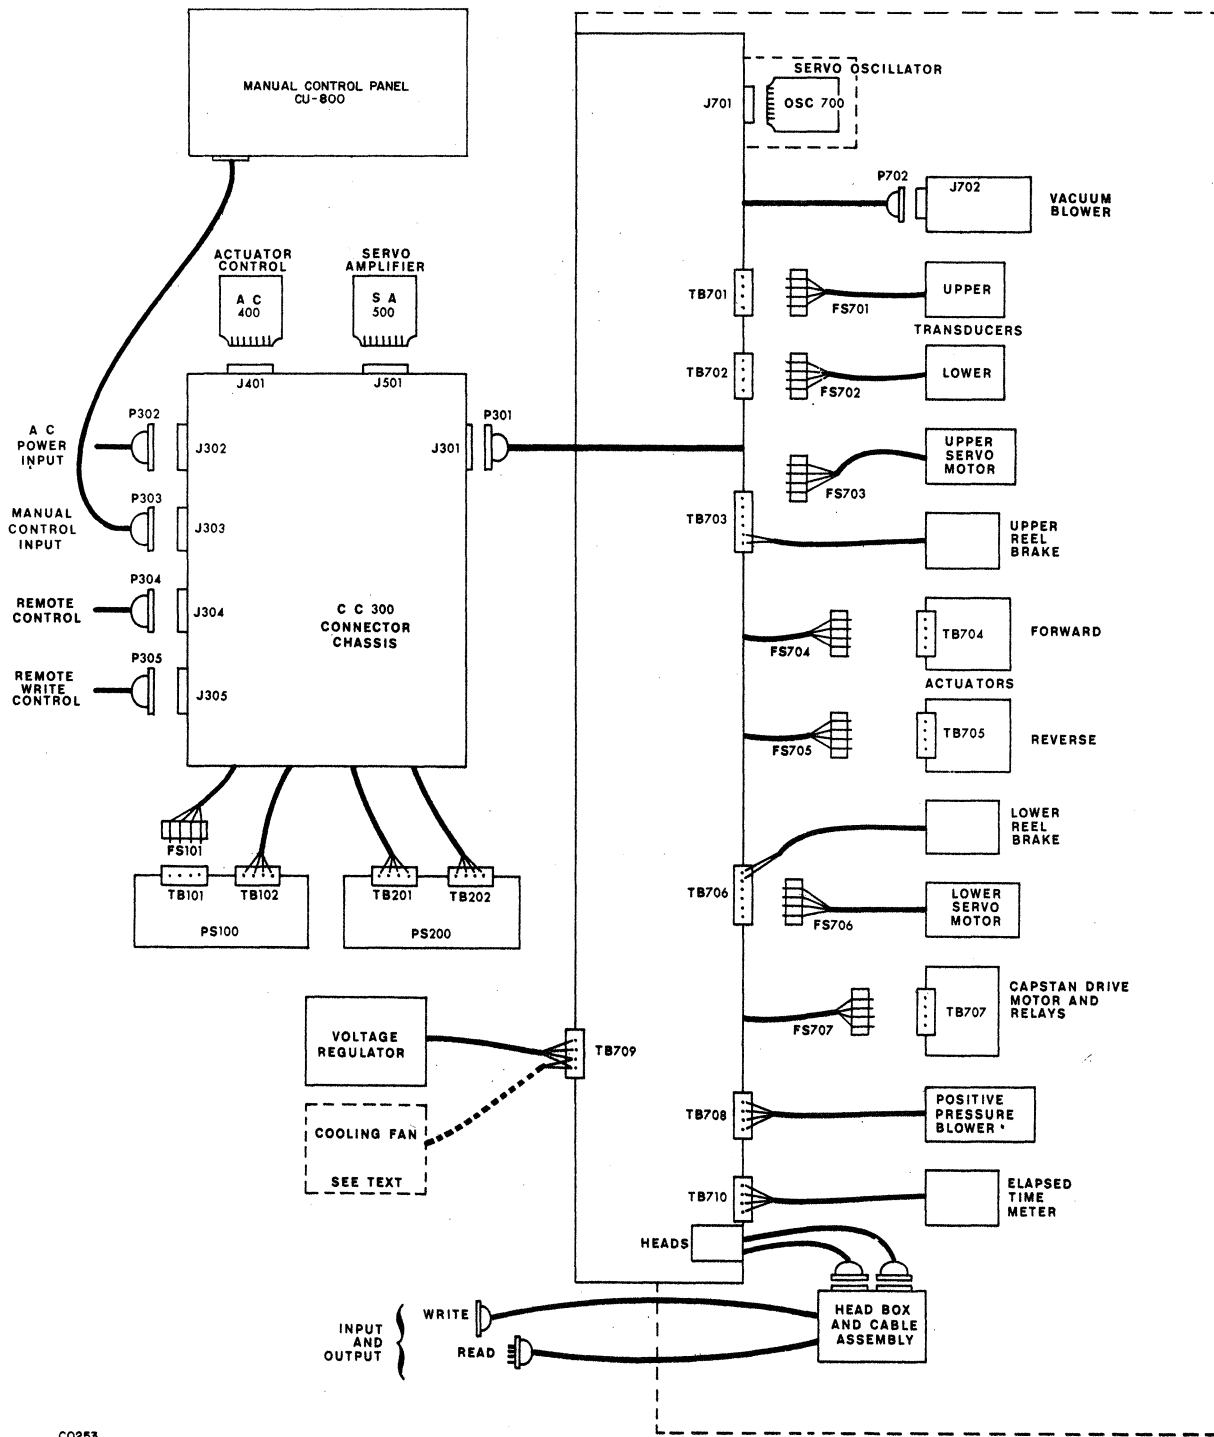 MANUAL CONTROL PANEL
CU-800
SERVO OSCILLATOR
J701
OSC 700
P702
J702
VACUUM
BLOWER
ACTUATOR
CONTROL
A C
400
SERVO
AMPLIFIER
S A
500
TB701
FS701
UPPER
TRANSDUCERS
TB702
FS702
LOWER
J401
J501
A C
POWER
INPUT
P302
J302
J301
P301
UPPER
SERVO
MOTOR
FS703
MANUAL
CONTROL
INPUT
P303
J303
TB703
UPPER
REEL
BRAKE
REMOTE
CONTROL
P304
J304
C C 300
CONNECTOR
CHASSIS
FS704
TB704
FORWARD
ACTUATORS
REMOTE
WRITE
CONTROL
P305
J305
FS705
TB705
REVERSE
LOWER
REEL
BRAKE
FS101
TB101
TB102
PS100
TB201
TB202
PS200
TB706
FS706
LOWER
SERVO
MOTOR
CAPSTAN DRIVE
MOTOR AND
RELAYS
FS707
TB707
VOLTAGE
REGULATOR
TB709
COOLING FAN
SEE TEXT
TB708
POSITIVE
PRESSURE
BLOWER
TB710
ELAPSED
TIME
METER
HEADS
INPUT
AND
OUTPUT
WRITE
READ
HEAD BOX
AND CABLE
ASSEMBLY
C0253